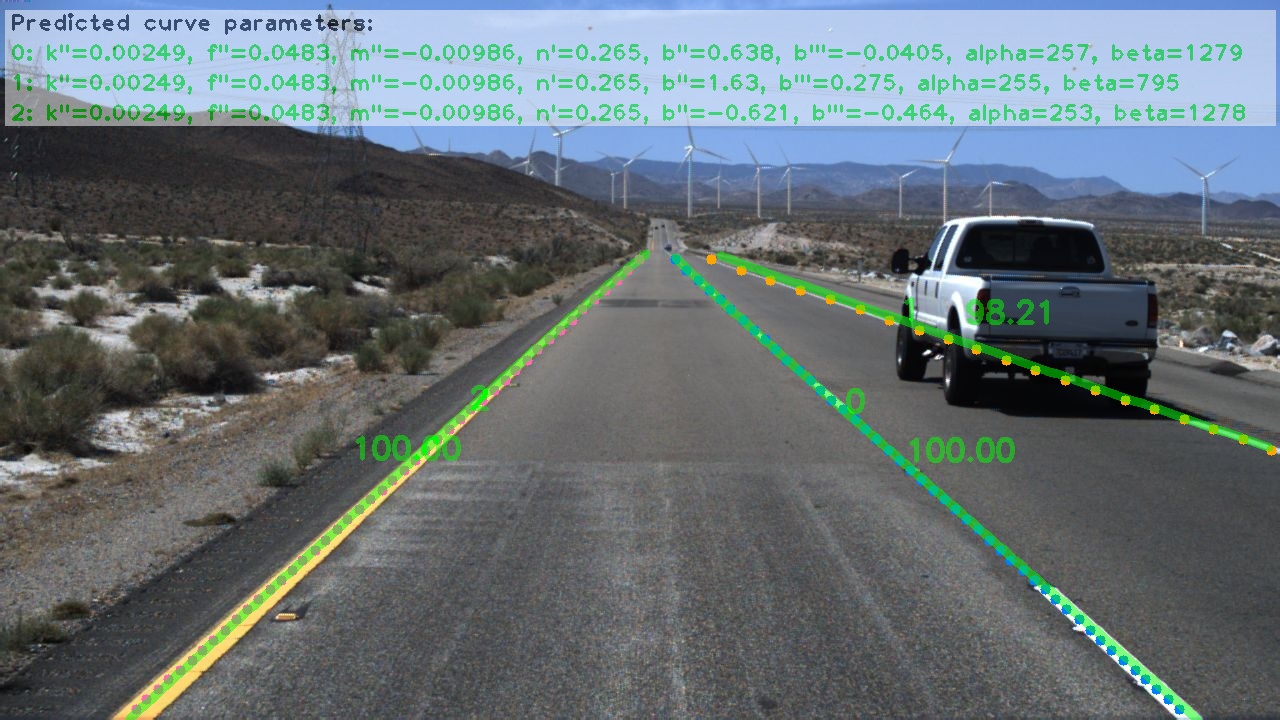 Predicted curve parameters:
0: k''=0.00249, f''=0.0483, m''=-0.00986, n'=0.265, b''=0.638, b'''=-0.0405, alpha=257, beta=1279
1: k''=0.00249, f''=0.0483, m''=-0.00986, n'=0.265, b''=1.63, b'''=0.275, alpha=255, beta=795
2: k''=0.00249, f''=0.0483, m''=-0.00986, n'=0.265, b''=-0.621, b'''=-0.464, alpha=253, beta=1278
1
98.21
2
0
100.00
100.00